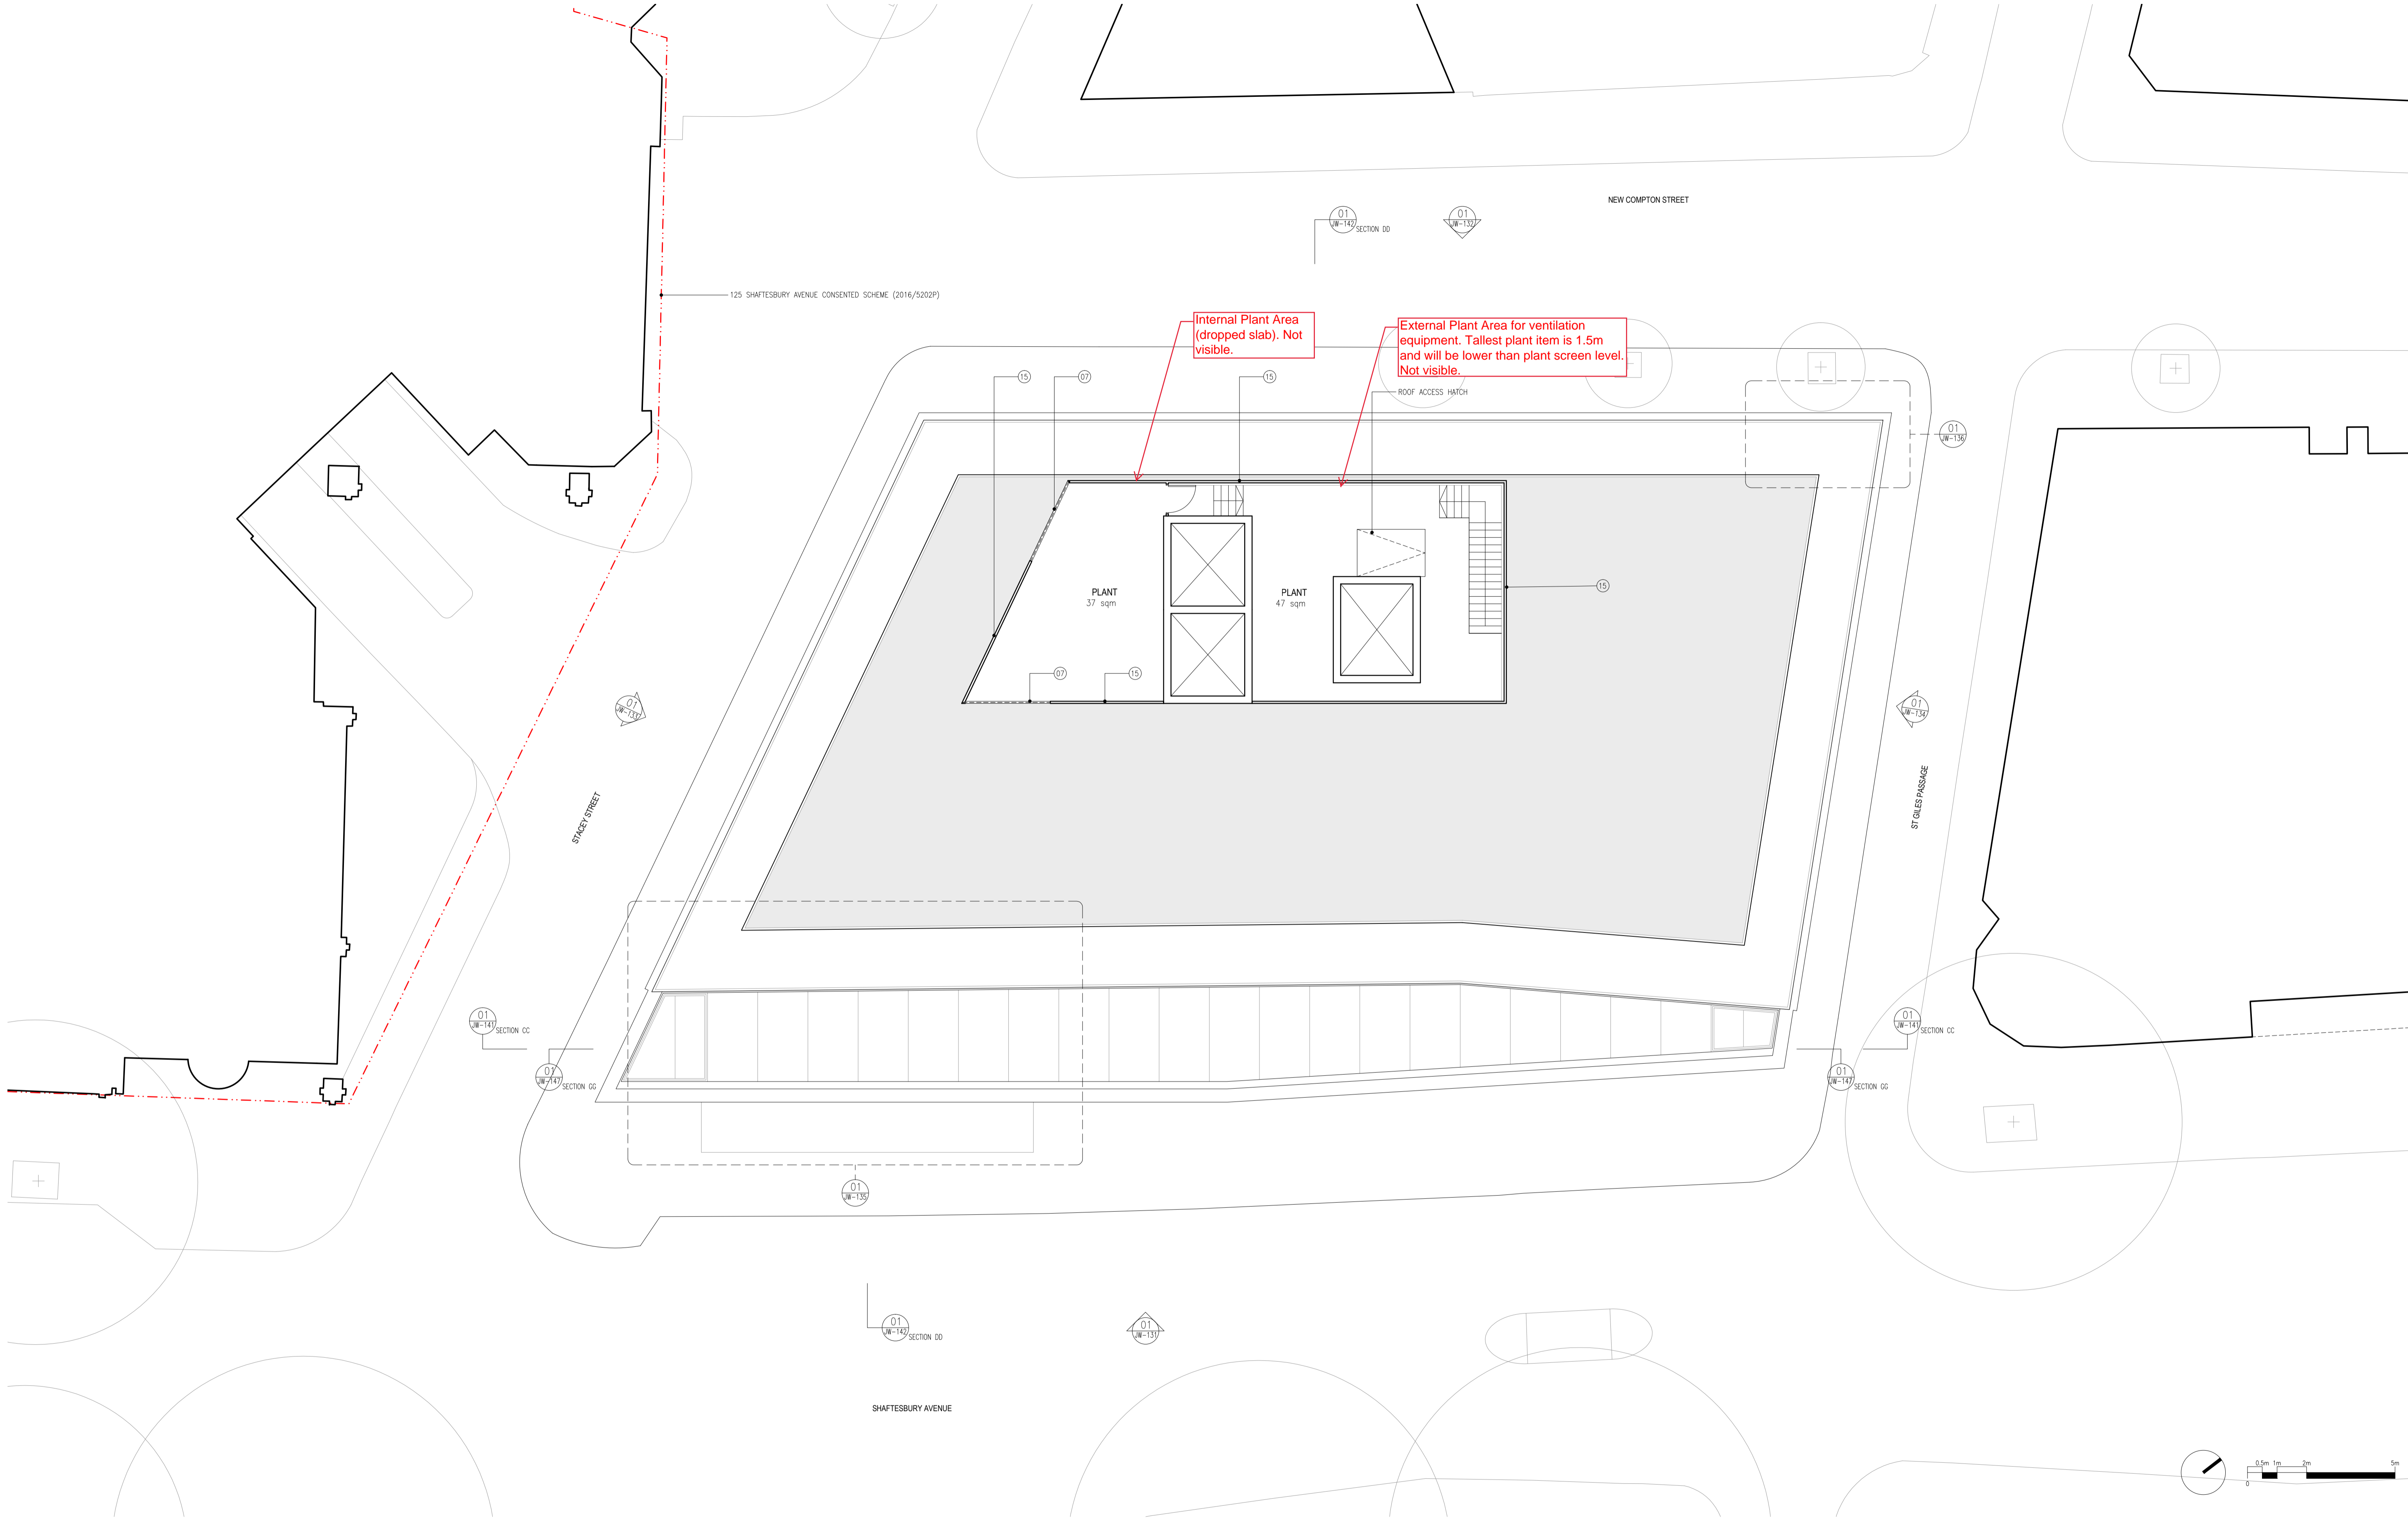 NEW COMPTON STREET
01
JW-142
SECTION DD
01
JW-132
125 SHAFTESBURY AVENUE CONSENTED SCHEME (2016/5202P)
Internal Plant Area
(dropped slab). Not
visible.
External Plant Area for ventilation
equipment. Tallest plant item is 1.5m
and will be lower than plant screen level.
Not visible.
15
07
15
ROOF ACCESS HATCH
01
JW-136
PLANT
37 sqm
PLANT
47 sqm
15
07
15
01
JW-133
01
JW-134
STACEY STREET
ST GILES PASSAGE
01
JW-141
SECTION CC
01
JW-141
SECTION CC
01
JW-147
SECTION GG
01
JW-147
SECTION GG
01
JW-135
01
JW-142
SECTION DD
01
JW-131
SHAFTESBURY AVENUE
0.5m 1m 2m 5m
0